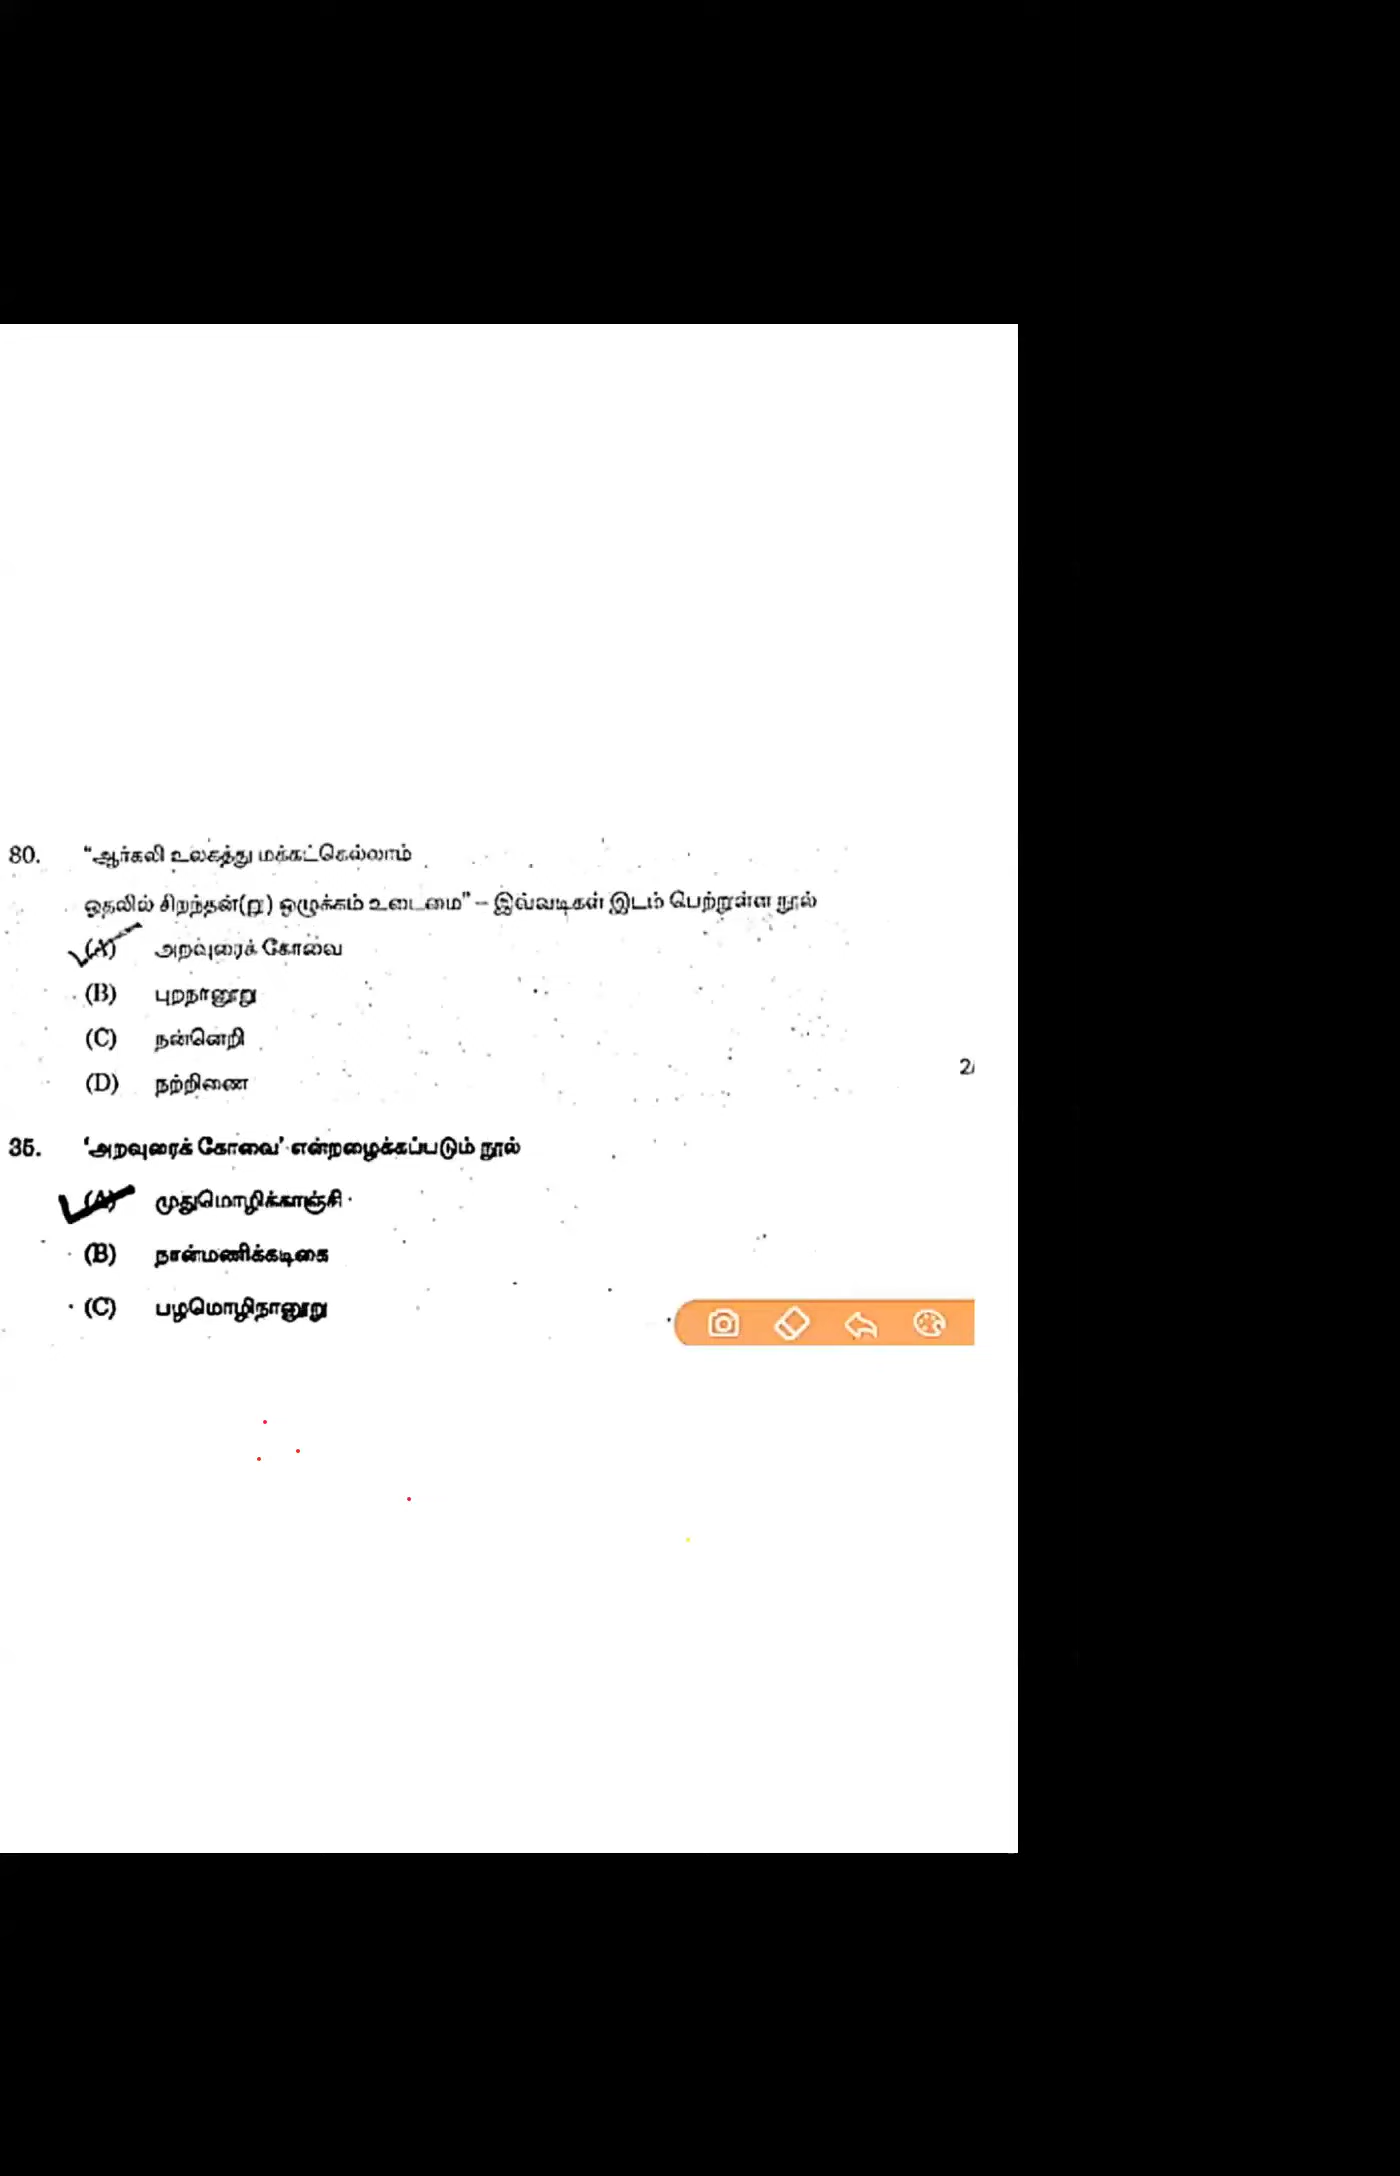 80. “ஆர்கலி உலகத்து மக்கட்கெல்லாம்
ஓதலில் சிறந்தன்(று) ஒழுக்கம் உடைமை” – இவ்வடிகள் இடம் பெற்றுள்ள நூல்
(A) அறவுரைக் கோவை
(B) புறநானூறு
(C) நன்னெறி
(D) நற்றிணை
2
35. ‘அறவுரைக் கோவை’ என்றழைக்கப்படும் நூல்
(A) முதுமொழிக்காஞ்சி
(B) நான்மணிக்கடிகை
(C) பழமொழிநானூறு